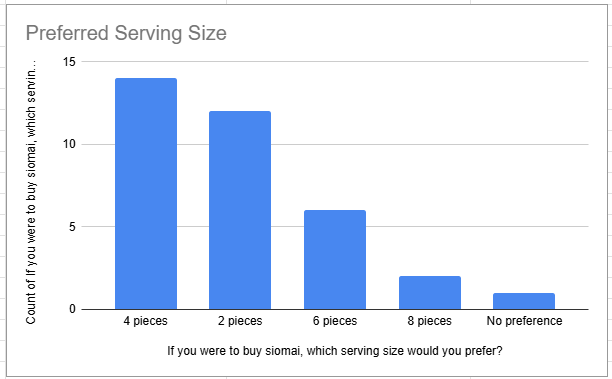 Preferred Serving Size
Count of If you were to buy siomai, which servin...
15
10
5
0
4 pieces
2 pieces
6 pieces
8 pieces
No preference
If you were to buy siomai, which serving size would you prefer?